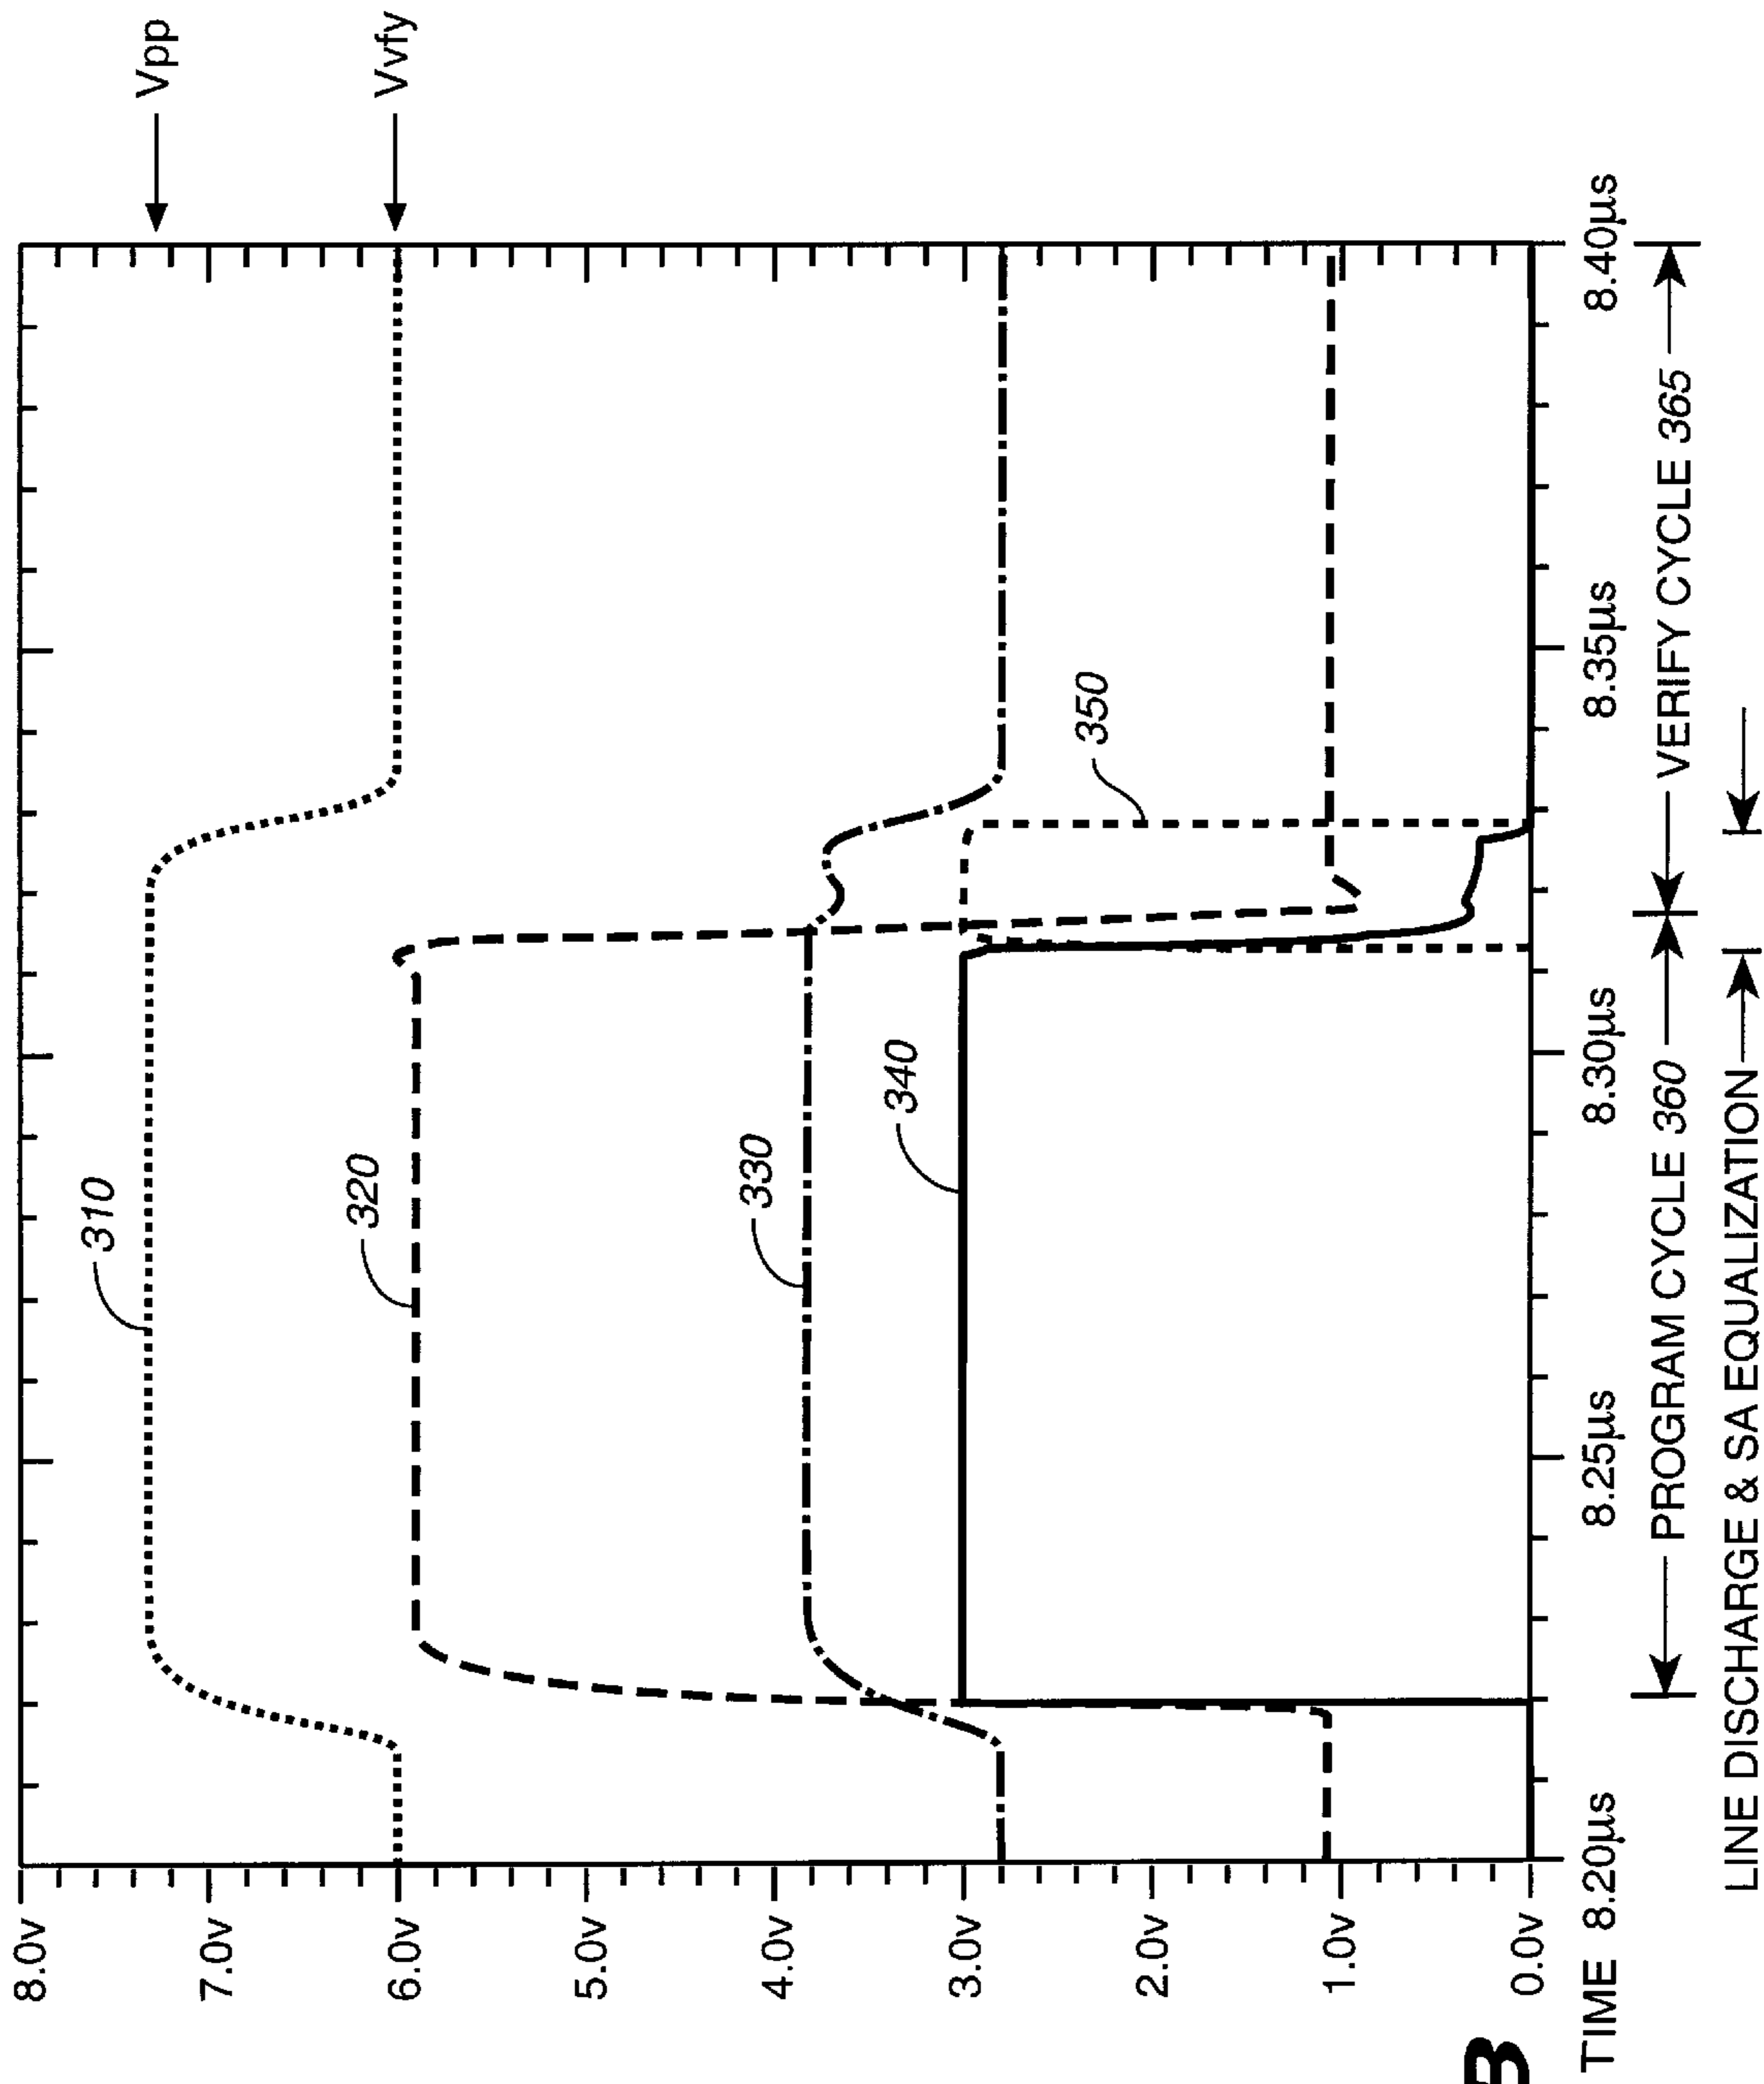 8.0v
7.0v
6.0v
5.0v
4.0v
3.0v
2.0v
1.0v
0.0v
Vpp
Vvfy
310
320
330
340
350
TIME 8.20µs 8.25µs 8.30µs 8.35µs 8.40µs
PROGRAM CYCLE 360 VERIFY CYCLE 365
LINE DISCHARGE & SA EQUALIZATION
B